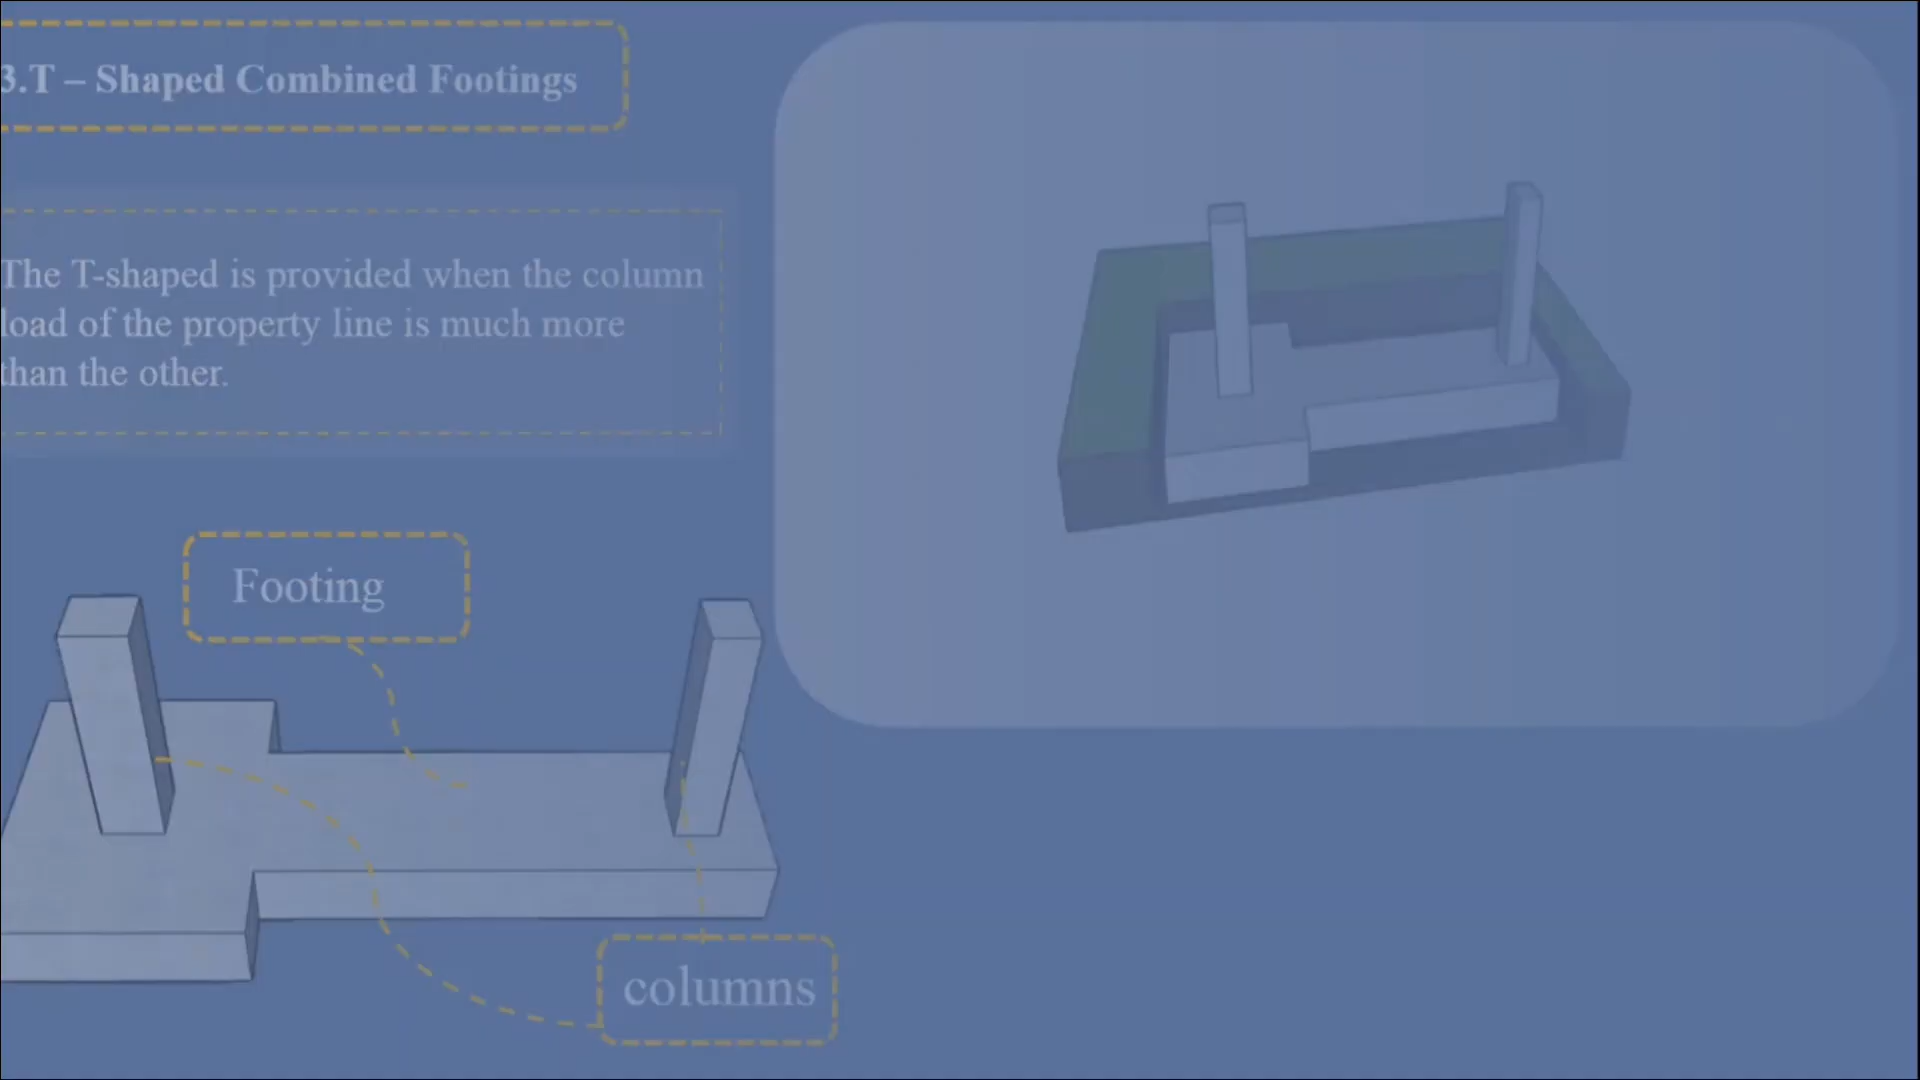 3.T – Shaped Combined Footings
The T-shaped is provided when the column
load of the property line is much more
than the other.
Footing
columns